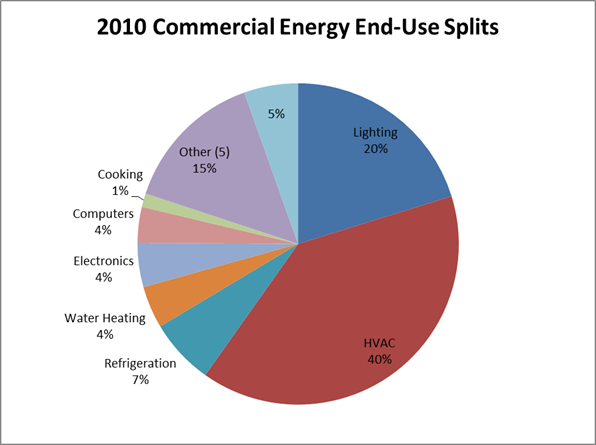 2010 Commercial Energy End-Use Splits
5%
Lighting
20%
Other (5)
15%
Cooking
1%
Computers
4%
Electronics
4%
Water Heating
4%
Refrigeration
7%
HVAC
40%